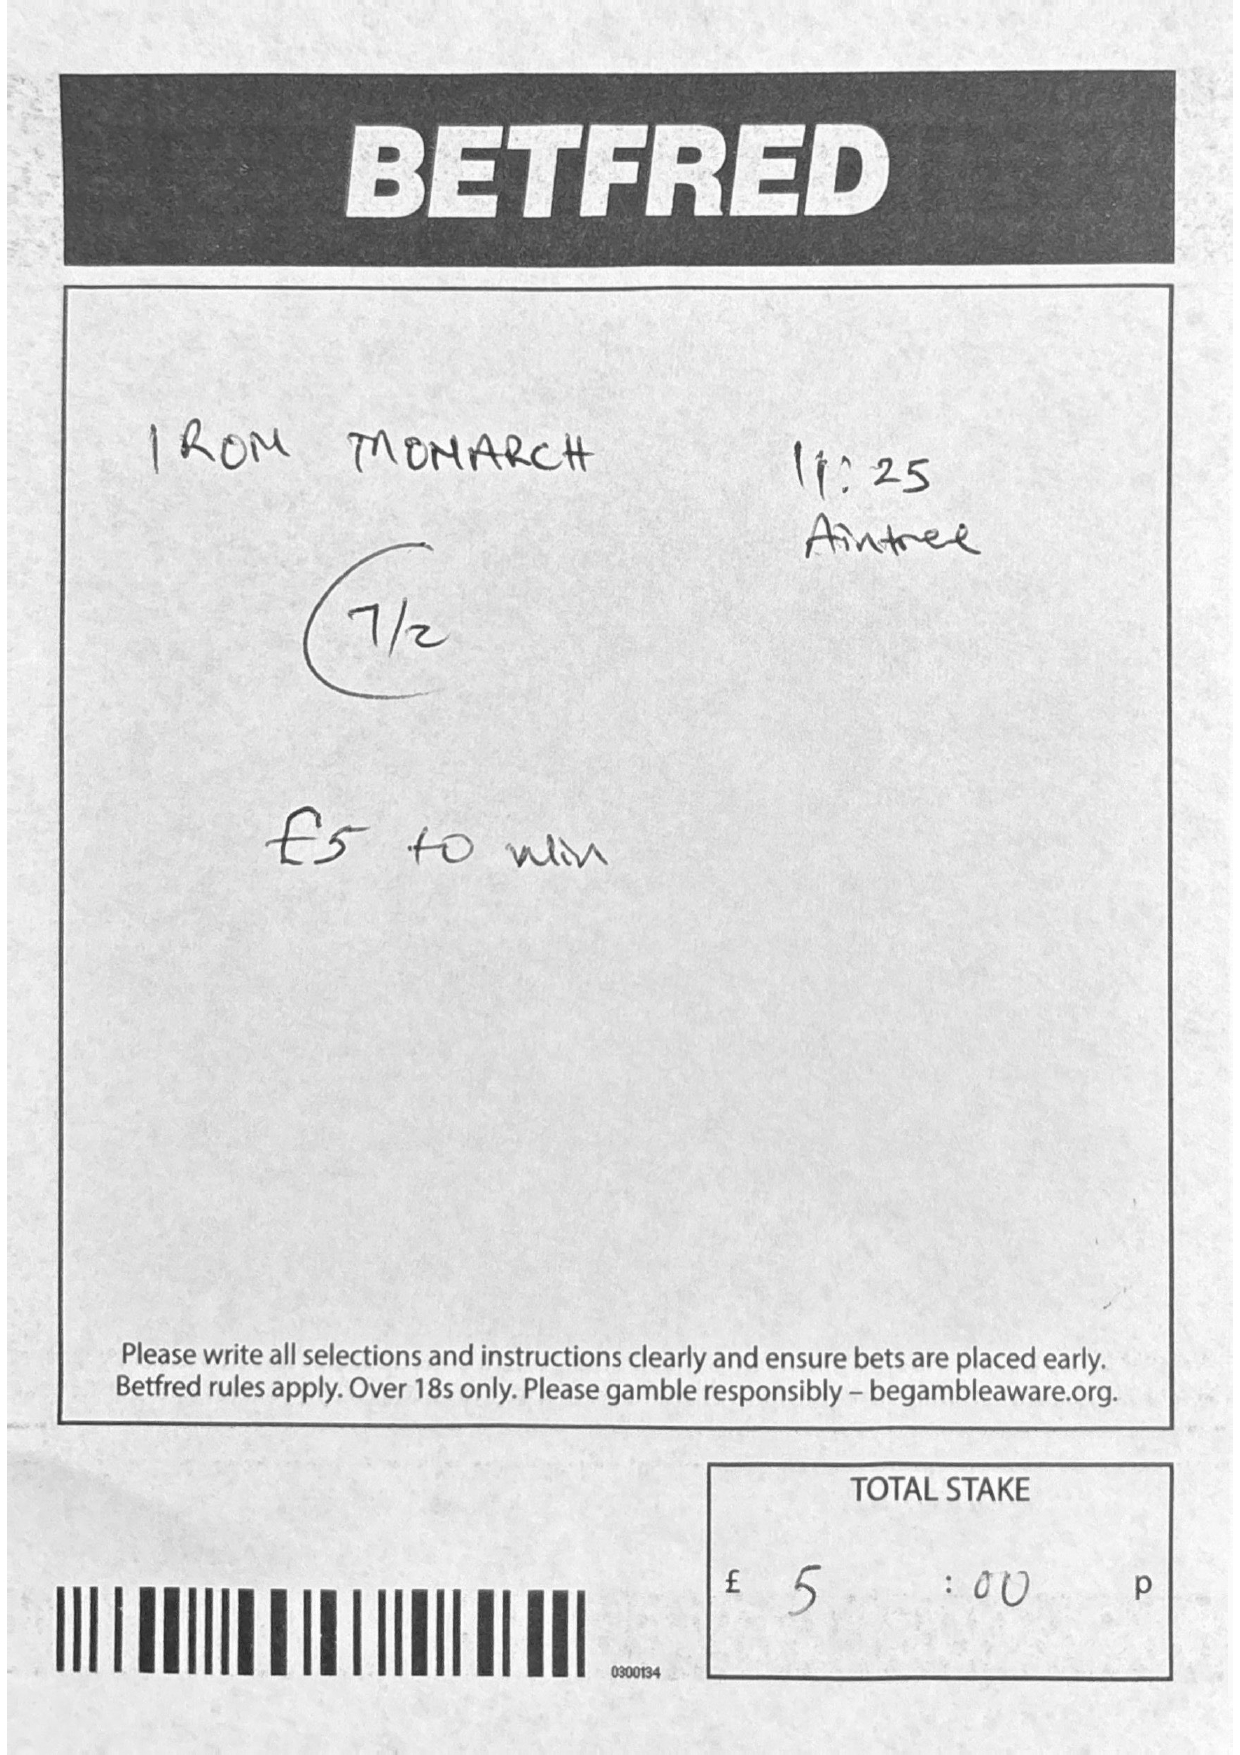 BETFRED
IRON MONARCH
11:25
Aintree
7/2
£5 to win
Please write all selections and instructions clearly and ensure bets are placed early.
Betfred rules apply. Over 18s only. Please gamble responsibly – begambleaware.org.
TOTAL STAKE
£ 5 : 00 p
0300134